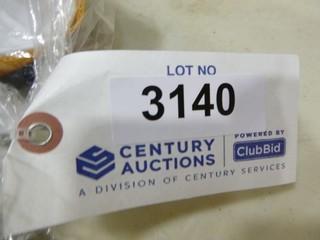 LOT NO
3140
CENTURY
AUCTIONS
POWERED BY
ClubBid
A DIVISION OF CENTURY SERVICES